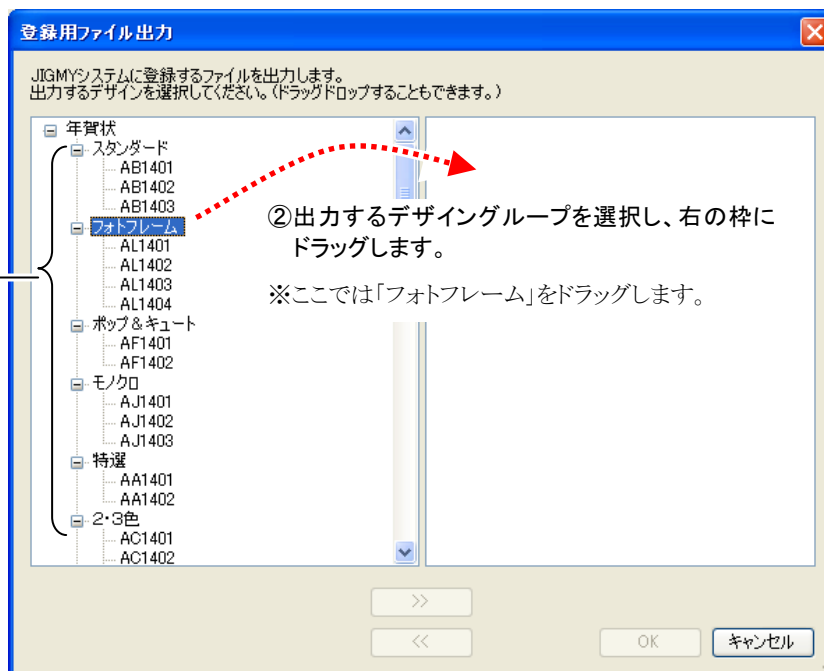 登録用ファイル出力
JIGMYシステムに登録するファイルを出力します。
出力するデザインを選択してください。(ドラッグドロップすることもできます。)
年賀状
スタンダード
AB1401
AB1402
AB1403
フォトフレーム
AL1401
AL1402
AL1403
AL1404
ポップ&キュート
AF1401
AF1402
モノクロ
AJ1401
AJ1402
AJ1403
特選
AA1401
AA1402
2・3色
AC1401
AC1402
②出力するデザイングループを選択し、右の枠に
ドラッグします。
※ここでは「フォトフレーム」をドラッグします。
>>
<<
OK
キャンセル